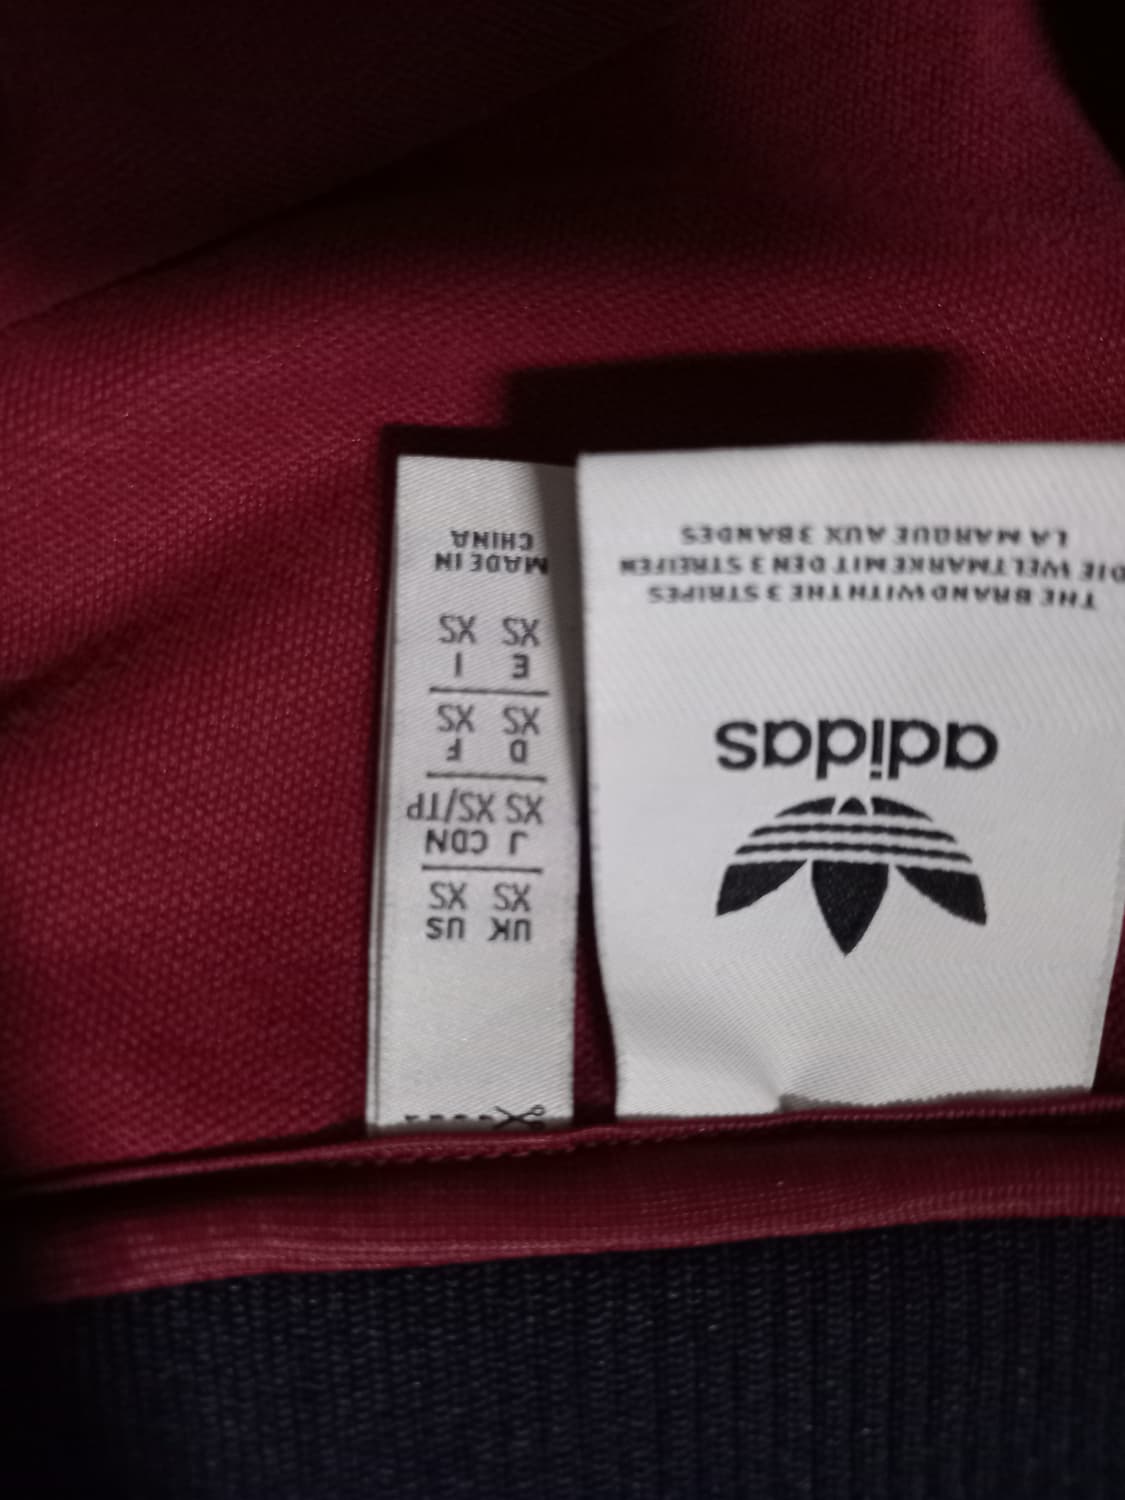 adidas
THE BRAND WITH THE 3 STRIPES
DIE WELTMARKE MIT DEN 3 STREIFEN
LA MARQUE AUX 3 BANDES
UK US
XS XS
J CDN
XS XS/TP
D F
XS XS
E I
XS XS
MADE IN
CHINA